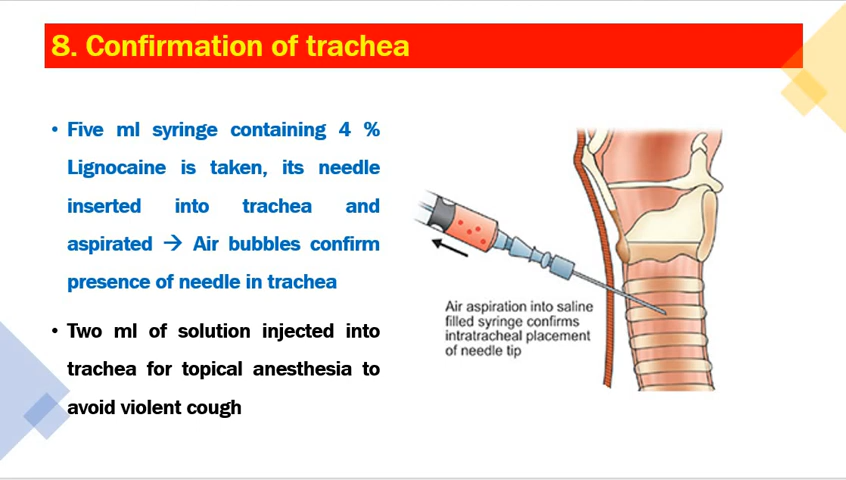 8. Confirmation of trachea
• Five ml syringe containing 4 %
Lignocaine is taken, its needle
inserted into trachea and
aspirated → Air bubbles confirm
presence of needle in trachea
• Two ml of solution injected into
trachea for topical anesthesia to
avoid violent cough
Air aspiration into saline
filled syringe confirms
intratracheal placement
of needle tip